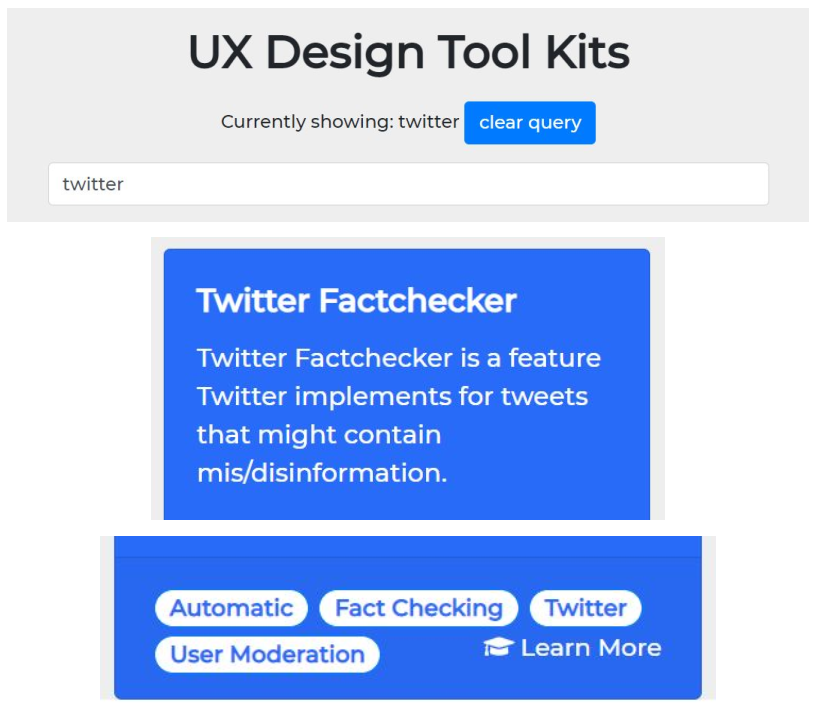 UX Design Tool Kits
Currently showing: twitter clear query
twitter
Twitter Factchecker
Twitter Factchecker is a feature
Twitter implements for tweets
that might contain
mis/disinformation.
Automatic Fact Checking Twitter
User Moderation Learn More